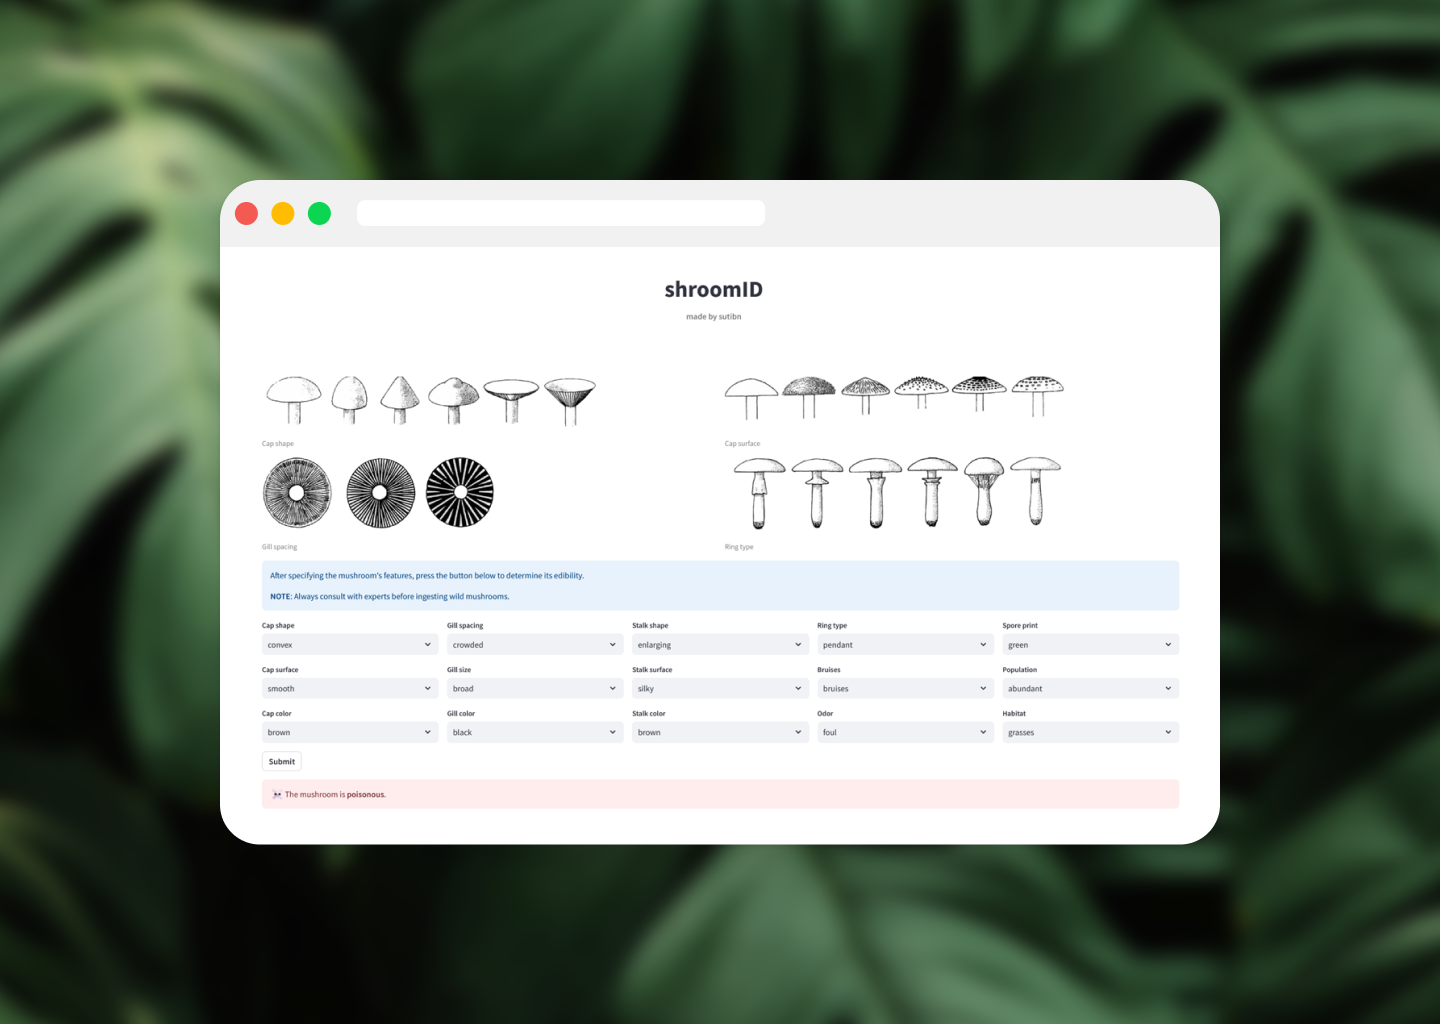 shroomID
made by sutibn
Cap shape
Cap surface
Gill spacing
Ring type
After specifying the mushroom's features, press the button below to determine its edibility.
NOTE: Always consult with experts before ingesting wild mushrooms.
Cap shape Gill spacing Stalk shape Ring type Spore print
convex crowded enlarging pendant green
Cap surface Gill size Stalk surface Bruises Population
smooth broad silky bruises abundant
Cap color Gill color Stalk color Odor Habitat
brown black brown foul grasses
Submit
☠️ The mushroom is poisonous.